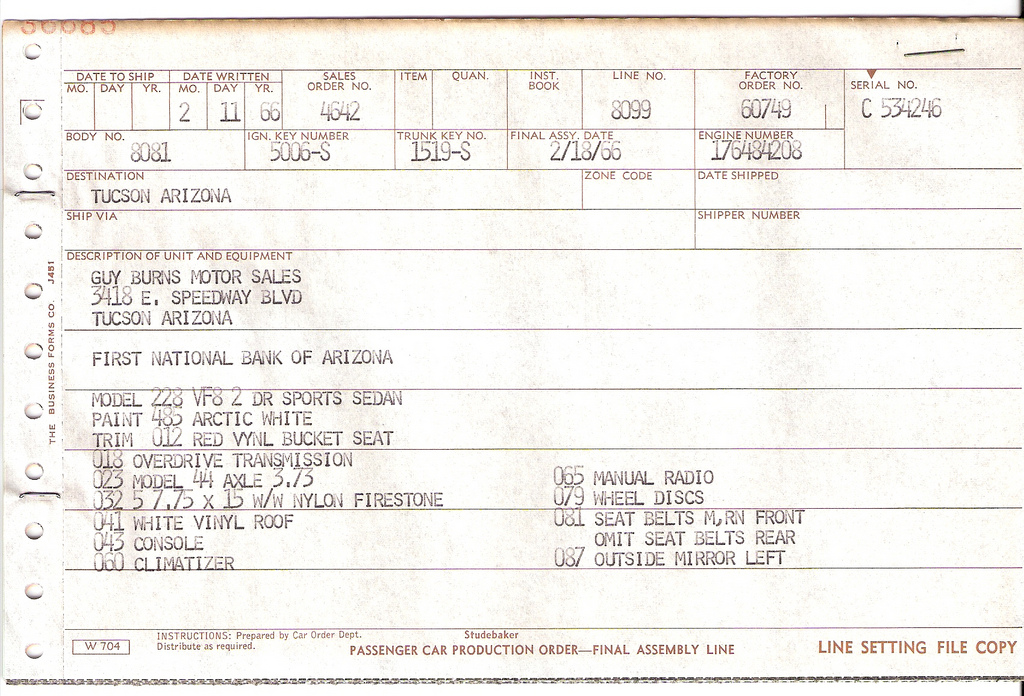 36685
DATE TO SHIP DATE WRITTEN SALES ORDER NO. ITEM QUAN. INST. BOOK LINE NO. FACTORY ORDER NO. SERIAL NO.
MO. DAY YR. MO. DAY YR.
2 11 66 4642 8099 60749 C 534246
BODY NO. IGN. KEY NUMBER TRUNK KEY NO. FINAL ASSY. DATE ENGINE NUMBER
8081 5006-S 1519-S 2/18/66 176484208
DESTINATION ZONE CODE DATE SHIPPED
TUCSON ARIZONA
SHIP VIA SHIPPER NUMBER
DESCRIPTION OF UNIT AND EQUIPMENT
GUY BURNS MOTOR SALES
3418 E. SPEEDWAY BLVD
TUCSON ARIZONA
FIRST NATIONAL BANK OF ARIZONA
MODEL 228 VF8 2 DR SPORTS SEDAN
PAINT 485 ARCTIC WHITE
TRIM 012 RED VYNL BUCKET SEAT
018 OVERDRIVE TRANSMISSION
023 MODEL 44 AXLE 3.73
032 5 7.75 X 15 W/W NYLON FIRESTONE
041 WHITE VINYL ROOF
043 CONSOLE
060 CLIMATIZER
065 MANUAL RADIO
079 WHEEL DISCS
081 SEAT BELTS M,RN FRONT
OMIT SEAT BELTS REAR
087 OUTSIDE MIRROR LEFT
THE BUSINESS FORMS CO. J451
W 704
INSTRUCTIONS: Prepared by Car Order Dept.
Distribute as required.
Studebaker
PASSENGER CAR PRODUCTION ORDER—FINAL ASSEMBLY LINE
LINE SETTING FILE COPY